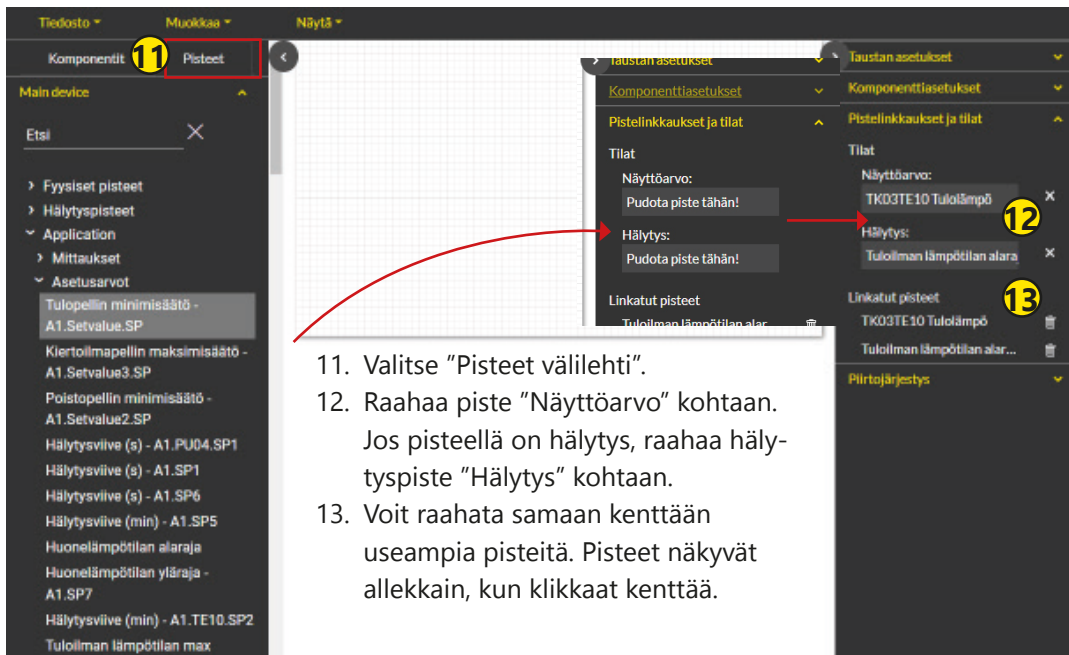 Tiedosto
Muokkaa
Näytä
Komponentit
11
Pisteet
Main device
Etsi
Fyysiset pisteet
Hälytyspisteet
Application
Mittaukset
Asetusarvot
Tulopellin minimisäätö -
A1.Setvalue.SP
Kiertoilmapellin maksimisäätö -
A1.Setvalue3.SP
Poistopellin minimisäätö -
A1.Setvalue2.SP
Hälytysviive (s) - A1.PU04.SP1
Hälytysviive (s) - A1.SP1
Hälytysviive (s) - A1.SP6
Hälytysviive (min) - A1.SP5
Huonelämpötilan alaraja
Huonelämpötilan yläraja -
A1.SP7
Hälytysviive (min) - A1.TE10.SP2
Tuloilman lämpötilan max
Taustan asetukset
Komponenttiasetukset
Pistelinkkaukset ja tilat
Tilat
Näyttöarvo:
Pudota piste tähän!
Hälytys:
Pudota piste tähän!
Linkatut pisteet
Tuloilman lämpötilan alar...
Taustan asetukset
Komponenttiasetukset
Pistelinkkaukset ja tilat
Tilat
Näyttöarvo:
TK03TE10 Tulolämpö
12
Hälytys:
Tuloilman lämpötilan alara
Linkatut pisteet
13
TK03TE10 Tulolämpö
Tuloilman lämpötilan alar...
Piirtojärjestys
11. Valitse ”Pisteet välilehti”.
12. Raahaa piste ”Näyttöarvo” kohtaan.
Jos pisteellä on hälytys, raahaa häly-
tyspiste ”Hälytys” kohtaan.
13. Voit raahata samaan kenttään
useampia pisteitä. Pisteet näkyvät
allekkain, kun klikkaat kenttää.